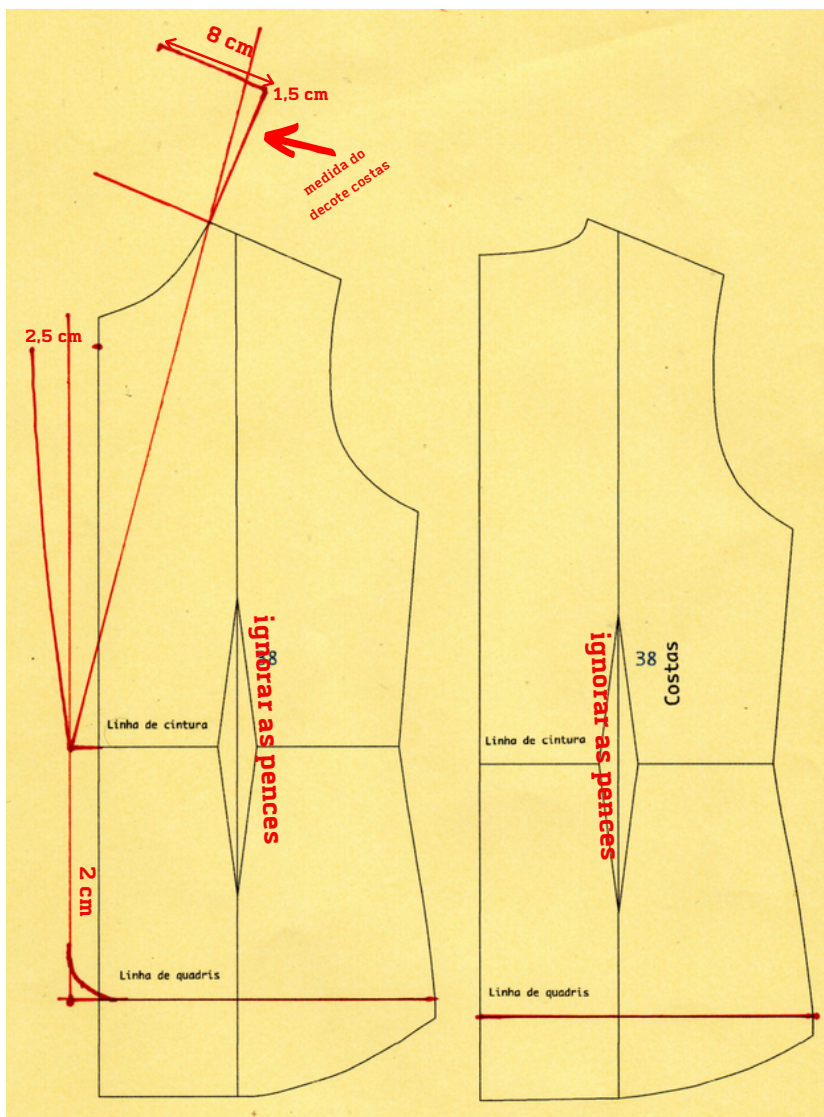 8 cm
1,5 cm
medida do
decote costas
2,5 cm
38
ignorar as pences
Linha de cintura
2 cm
Linha de quadris
38
Costas
ignorar as pences
Linha de cintura
Linha de quadris